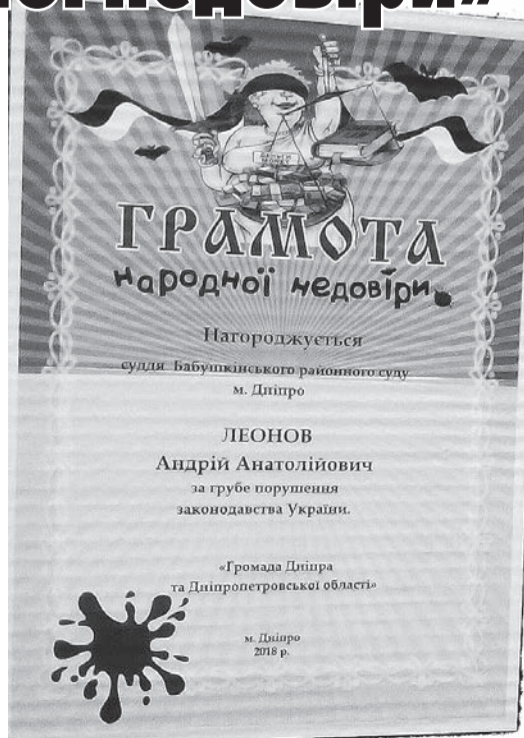 недовіри»
ГРАМОТА
народної недовіри
Нагороджується
суддя Бабушкінського районного суду
м. Дніпро
ЛЕОНОВ
Андрій Анатолійович
за грубе порушення
законодавства України.
«Громада Дніпра
та Дніпропетровської області»
м. Дніпро
2018 р.